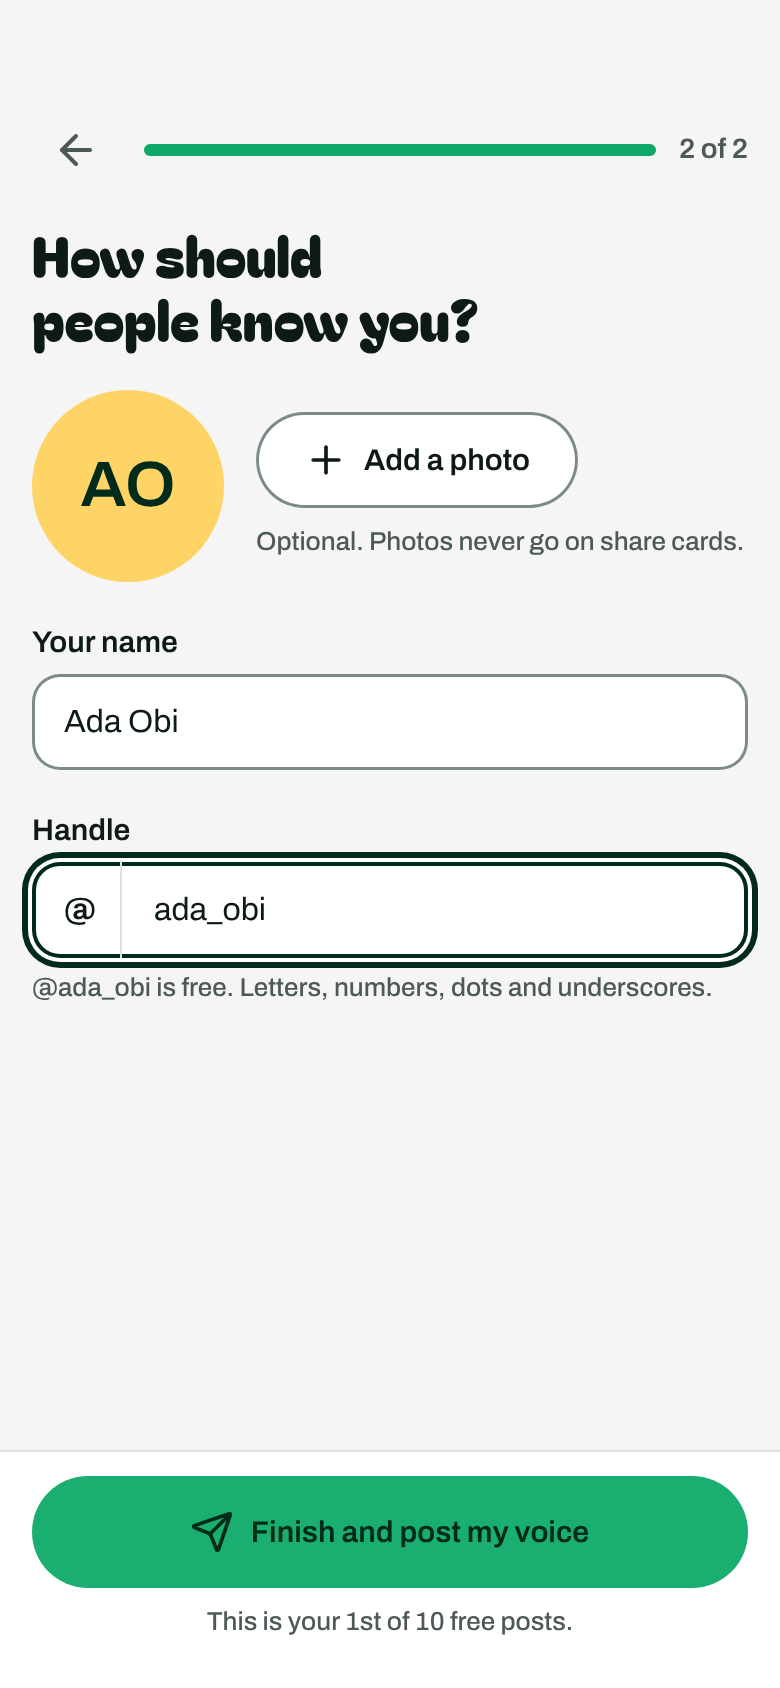 2 of 2
How should
people know you?
AO
Add a photo
Optional. Photos never go on share cards.
Your name
Ada Obi
Handle
@ ada_obi
@ada_obi is free. Letters, numbers, dots and underscores.
Finish and post my voice
This is your 1st of 10 free posts.